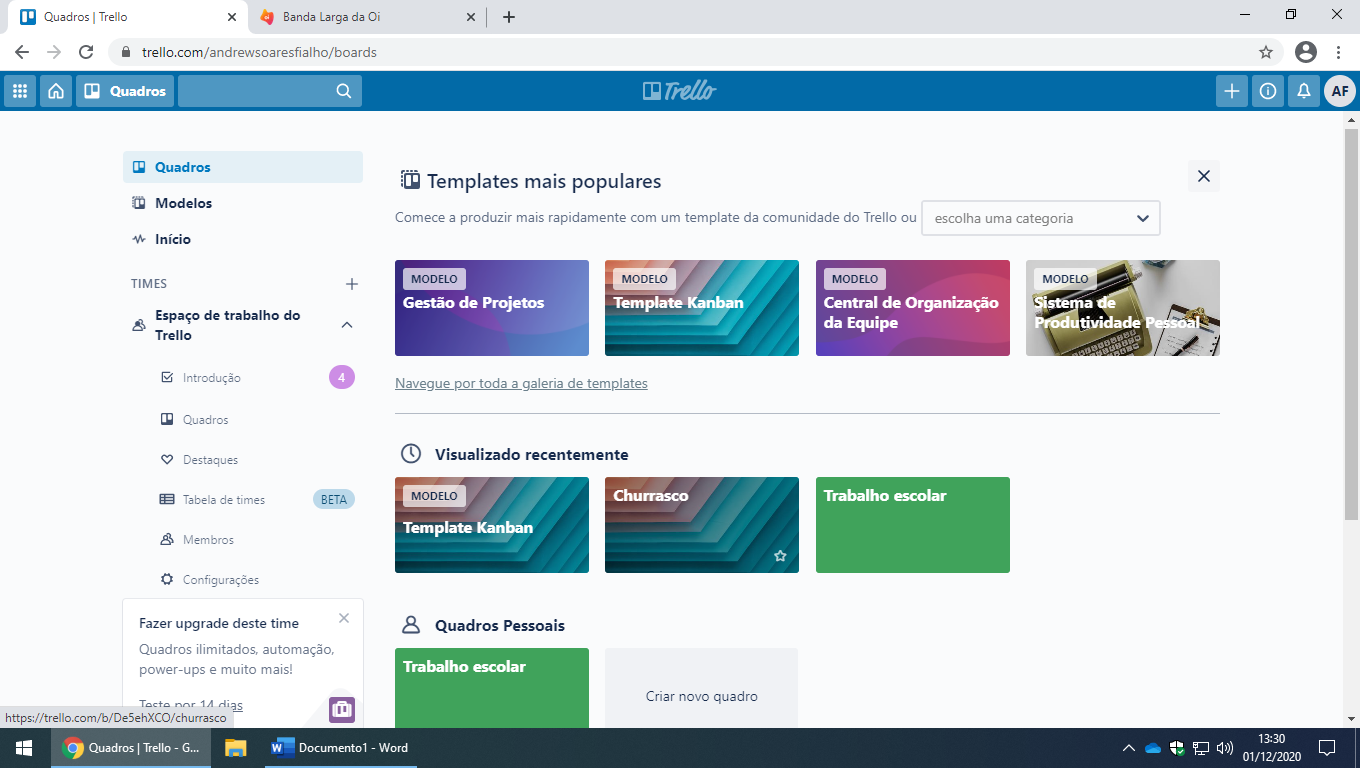 Quadros | Trello
Banda Larga da Oi
trello.com/andrewsoaresfialho/boards
Quadros
Trello
AF
Quadros
Modelos
Início
TIMES
Espaço de trabalho do
Trello
Introdução
4
Quadros
Destaques
Tabela de times
BETA
Membros
Configurações
Fazer upgrade deste time
Quadros ilimitados, automação,
power-ups e muito mais!
Teste por 14 dias
Templates mais populares
Comece a produzir mais rapidamente com um template da comunidade do Trello ou
escolha uma categoria
MODELO
Gestão de Projetos
MODELO
Template Kanban
MODELO
Central de Organização
da Equipe
MODELO
Sistema de
Produtividade Pessoal
Navegue por toda a galeria de templates
Visualizado recentemente
MODELO
Template Kanban
Churrasco
Trabalho escolar
Quadros Pessoais
Trabalho escolar
Criar novo quadro
https://trello.com/b/De5ehXCO/churrasco
Quadros | Trello - G...
Documento1 - Word
13:30
01/12/2020